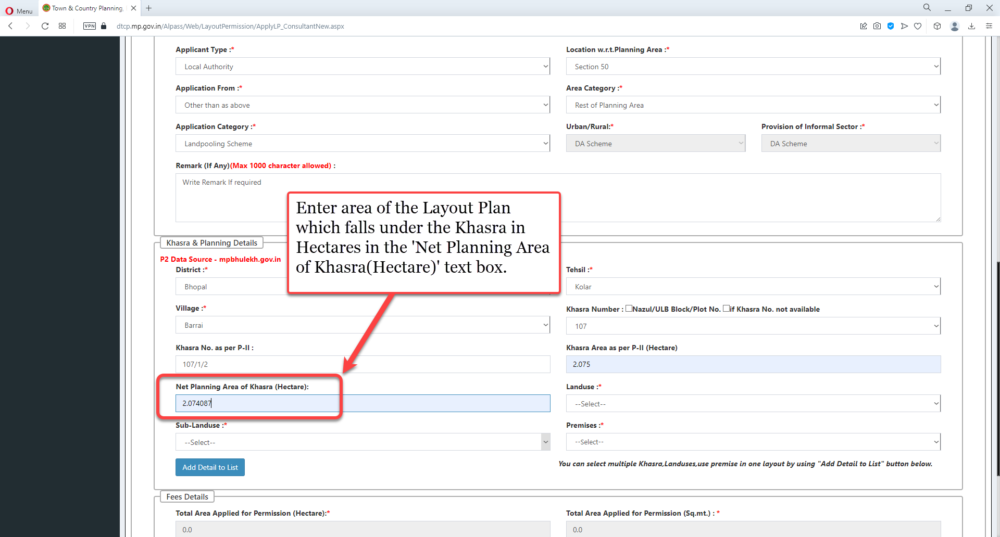 Menu
Town & Country Planning,
VPN
dtcp.mp.gov.in/Alpass/Web/LayoutPermission/ApplyLP_ConsultantNew.aspx
Applicant Type :*
Location w.r.t.Planning Area :*
Local Authority
Section 50
Application From :*
Area Category :*
Other than as above
Rest of Planning Area
Application Category :*
Urban/Rural:*
Provision of Informal Sector :*
Landpooling Scheme
DA Scheme
DA Scheme
Remark (If Any)(Max 1000 character allowed) :
Write Remark If required
Enter area of the Layout Plan
which falls under the Khasra in
Hectares in the 'Net Planning Area
of Khasra(Hectare)' text box.
Khasra & Planning Details
P2 Data Source - mpbhulekh.gov.in
District :*
Tehsil :*
Bhopal
Kolar
Village :*
Khasra Number : Nazul/ULB Block/Plot No. if Khasra No. not available
Barrai
107
Khasra No. as per P-II :
Khasra Area as per P-II (Hectare)
107/1/2
2.075
Net Planning Area of Khasra (Hectare):
Landuse :*
2.074087
--Select--
Sub-Landuse :*
Premises :*
--Select--
--Select--
Add Detail to List
You can select multiple Khasra,Landuses,use premise in one layout by using "Add Detail to List" button below.
Fees Details
Total Area Applied for Permission (Hectare):*
Total Area Applied for Permission (Sq.mt.) : *
0.0
0.0